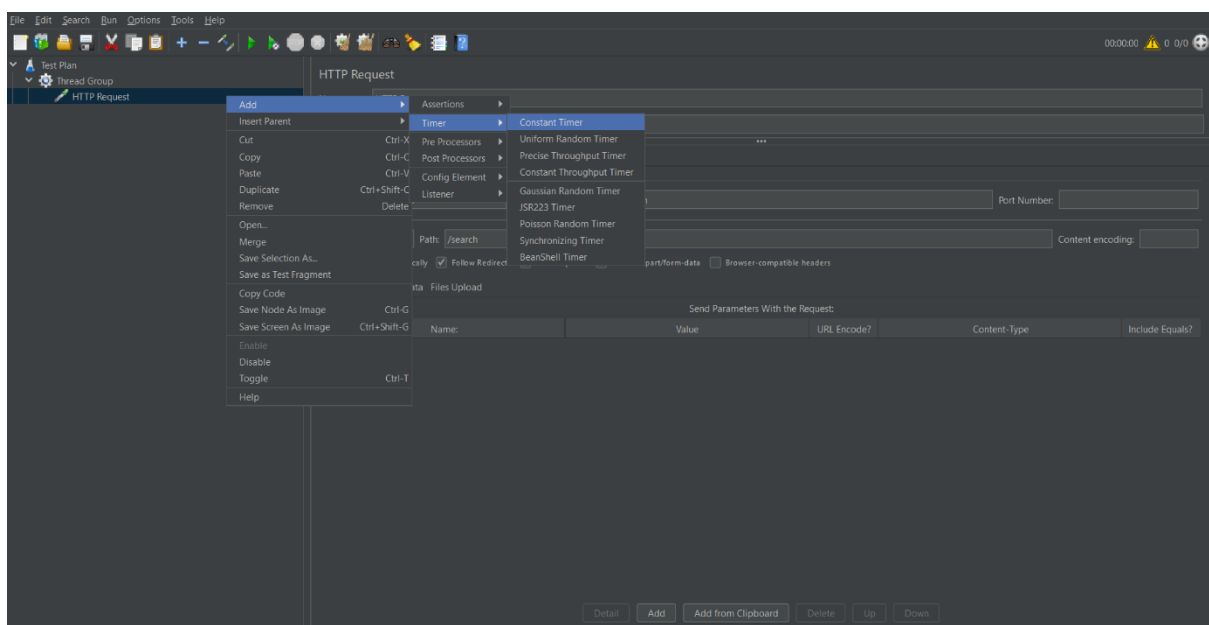 File Edit Search Run Options Tools Help
00:00:00 0 0/0
Test Plan
Thread Group
HTTP Request
HTTP Request
Add
Insert Parent
Cut Ctrl-X
Copy Ctrl-C
Paste Ctrl-V
Duplicate Ctrl+Shift-C
Remove Delete
Open...
Merge
Save Selection As...
Save as Test Fragment
Copy Code
Save Node As Image Ctrl-G
Save Screen As Image Ctrl+Shift-G
Enable
Disable
Toggle Ctrl-T
Help
Assertions
Timer
Pre Processors
Post Processors
Config Element
Listener
Constant Timer
Uniform Random Timer
Precise Throughput Timer
Constant Throughput Timer
Gaussian Random Timer
JSR223 Timer
Poisson Random Timer
Synchronizing Timer
BeanShell Timer
Port Number:
Path: /search Content encoding:
cally Follow Redirect part/form-data Browser-compatible headers
ata Files Upload
Send Parameters With the Request:
Name: Value URL Encode? Content-Type Include Equals?
Detail Add Add from Clipboard Delete Up Down